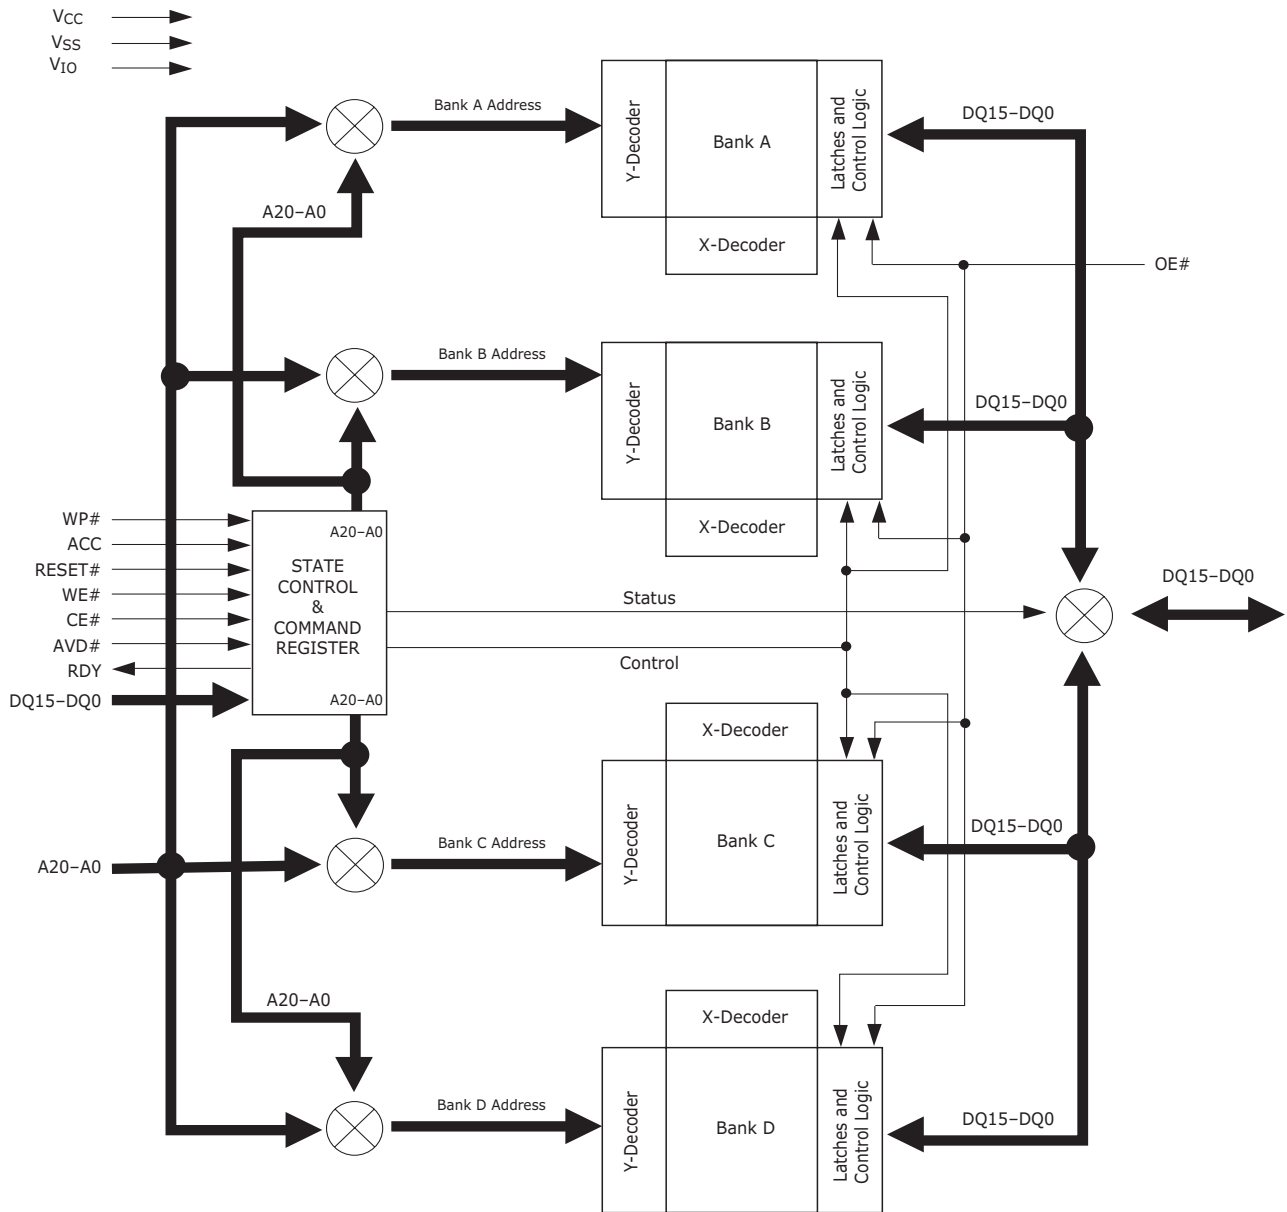 VCC
VSS
VIO
Bank A Address
Y-Decoder
Bank A
Latches and
Control Logic
X-Decoder
DQ15–DQ0
A20–A0
OE#
Bank B Address
Y-Decoder
Bank B
Latches and
Control Logic
X-Decoder
DQ15–DQ0
WP#
ACC
RESET#
WE#
CE#
AVD#
RDY
DQ15–DQ0
A20–A0
STATE
CONTROL
&
COMMAND
REGISTER
A20–A0
Status
Control
DQ15–DQ0
X-Decoder
Bank C Address
Y-Decoder
Bank C
Latches and
Control Logic
DQ15–DQ0
A20–A0
A20–A0
X-Decoder
Bank D Address
Y-Decoder
Bank D
Latches and
Control Logic
DQ15–DQ0